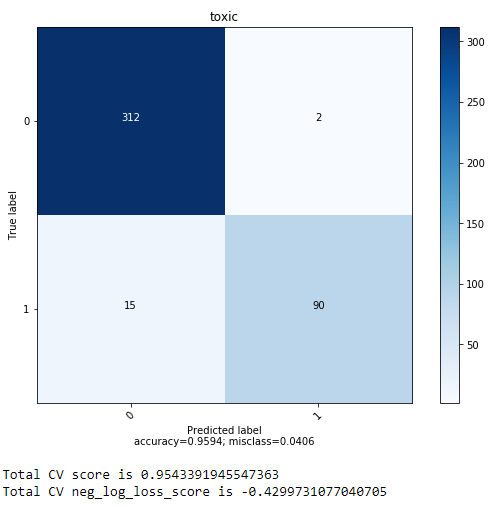 toxic
300
250
200
150
100
50
312
2
15
90
0
1
True label
0
1
Predicted label
accuracy=0.9594; misclass=0.0406
Total CV score is 0.9543391945547363
Total CV neg_log_loss_score is -0.4299731077040705